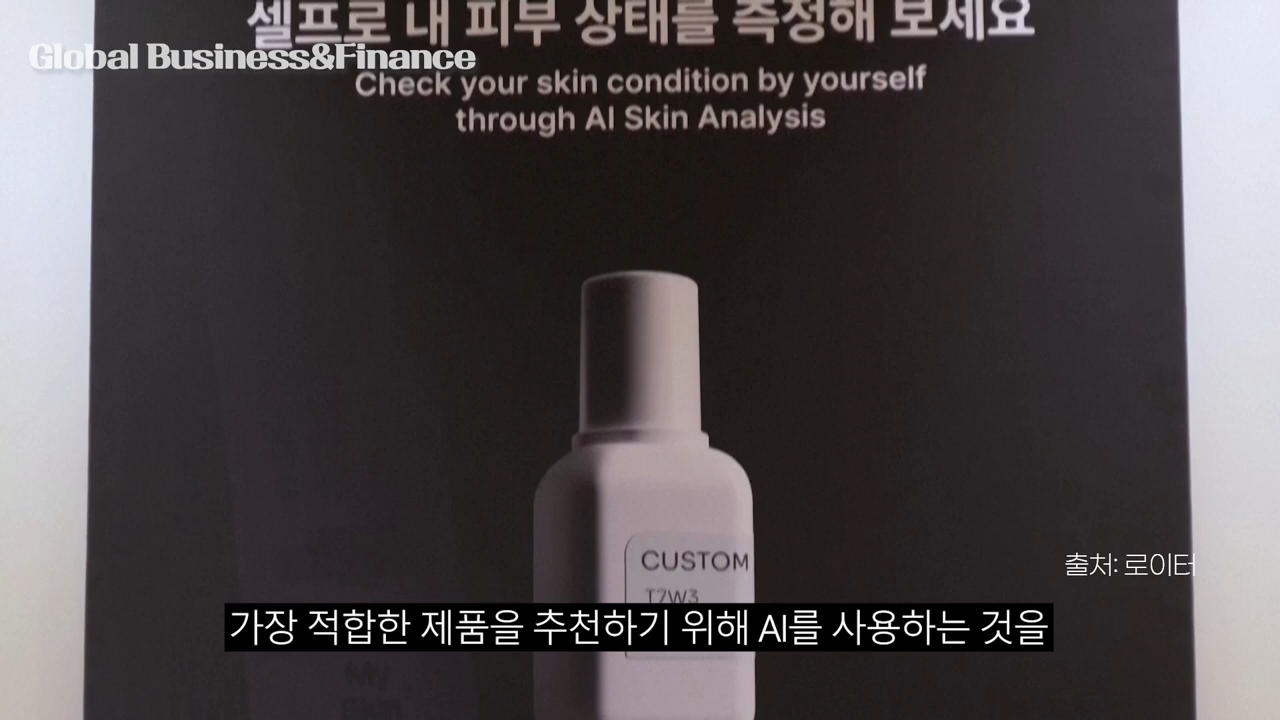 셀프로 내 피부 상태를 측정해 보세요
Global Business&Finance
Check your skin condition by yourself
through AI Skin Analysis
CUSTOM
T7W3
출처: 로이터
가장 적합한 제품을 추천하기 위해 AI를 사용하는 것을
My
Skin